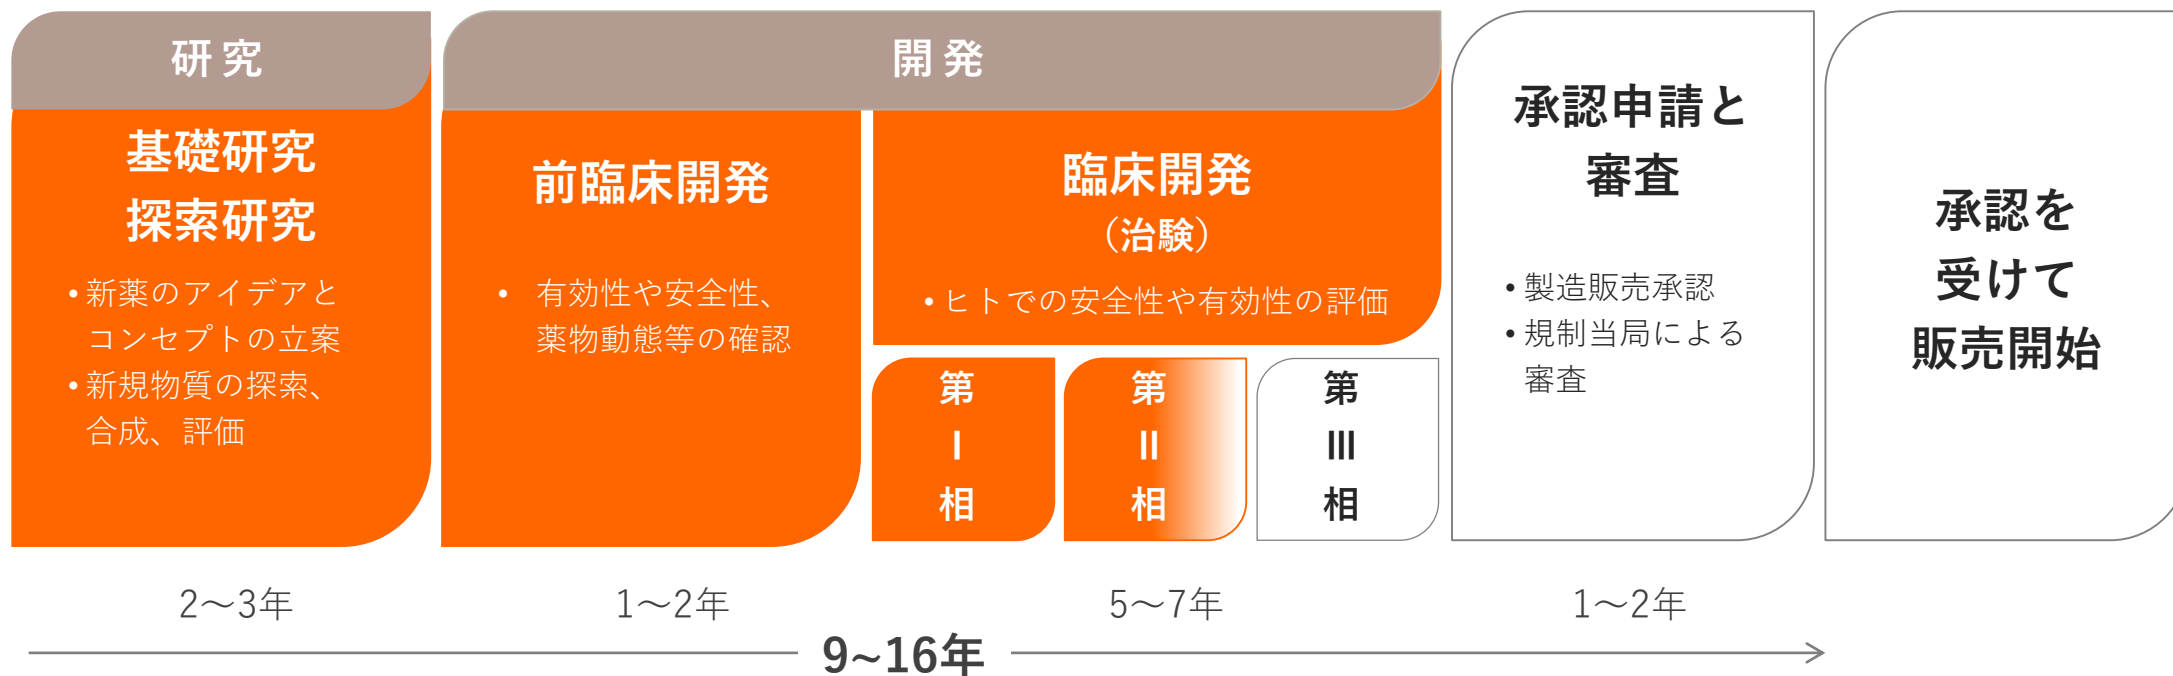 研究
開発
基礎研究
探索研究
• 新薬のアイデアと
コンセプトの立案
• 新規物質の探索、
合成、評価
前臨床開発
• 有効性や安全性、
薬物動態等の確認
臨床開発
（治験）
• ヒトでの安全性や有効性の評価
第Ⅰ相
第Ⅱ相
第Ⅲ相
承認申請と
審査
• 製造販売承認
• 規制当局による
審査
承認を
受けて
販売開始
2〜3年
1〜2年
5〜7年
1〜2年
9~16年